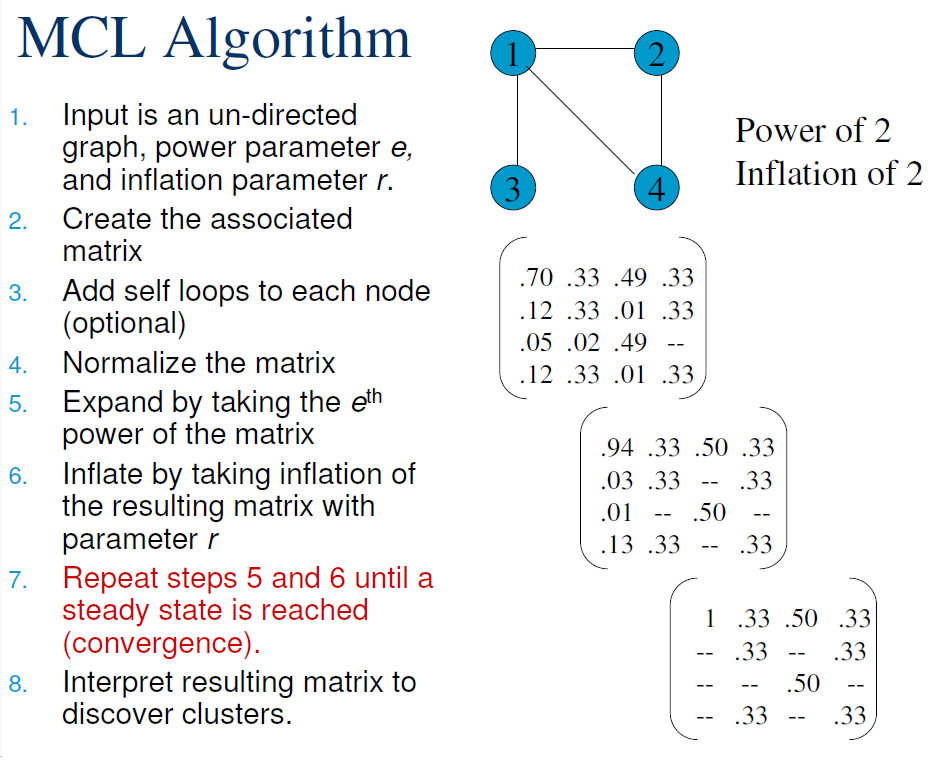 MCL Algorithm
1. Input is an un-directed
graph, power parameter e,
and inflation parameter r.
2. Create the associated
matrix
3. Add self loops to each node
(optional)
4. Normalize the matrix
5. Expand by taking the eth
power of the matrix
6. Inflate by taking inflation of
the resulting matrix with
parameter r
7. Repeat steps 5 and 6 until a
steady state is reached
(convergence).
8. Interpret resulting matrix to
discover clusters.
1 2
3 4
Power of 2
Inflation of 2
.70 .33 .49 .33
.12 .33 .01 .33
.05 .02 .49 --
.12 .33 .01 .33
.94 .33 .50 .33
.03 .33 -- .33
.01 -- .50 --
.13 .33 -- .33
1 .33 .50 .33
-- .33 -- .33
-- -- .50 --
-- .33 -- .33